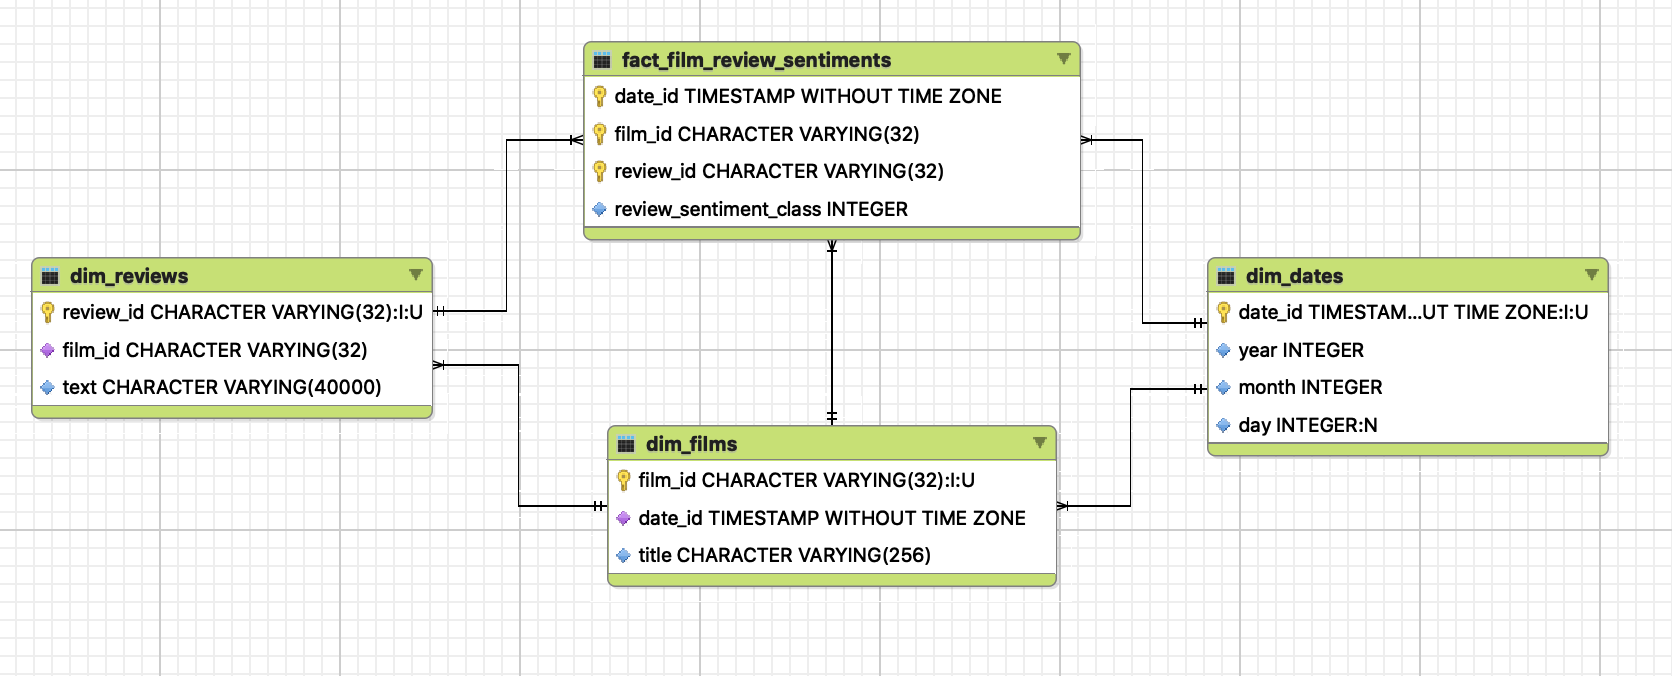 fact_film_review_sentiments
date_id TIMESTAMP WITHOUT TIME ZONE
film_id CHARACTER VARYING(32)
review_id CHARACTER VARYING(32)
review_sentiment_class INTEGER
dim_reviews
review_id CHARACTER VARYING(32):I:U
film_id CHARACTER VARYING(32)
text CHARACTER VARYING(40000)
dim_dates
date_id TIMESTAM...UT TIME ZONE:I:U
year INTEGER
month INTEGER
day INTEGER:N
dim_films
film_id CHARACTER VARYING(32):I:U
date_id TIMESTAMP WITHOUT TIME ZONE
title CHARACTER VARYING(256)